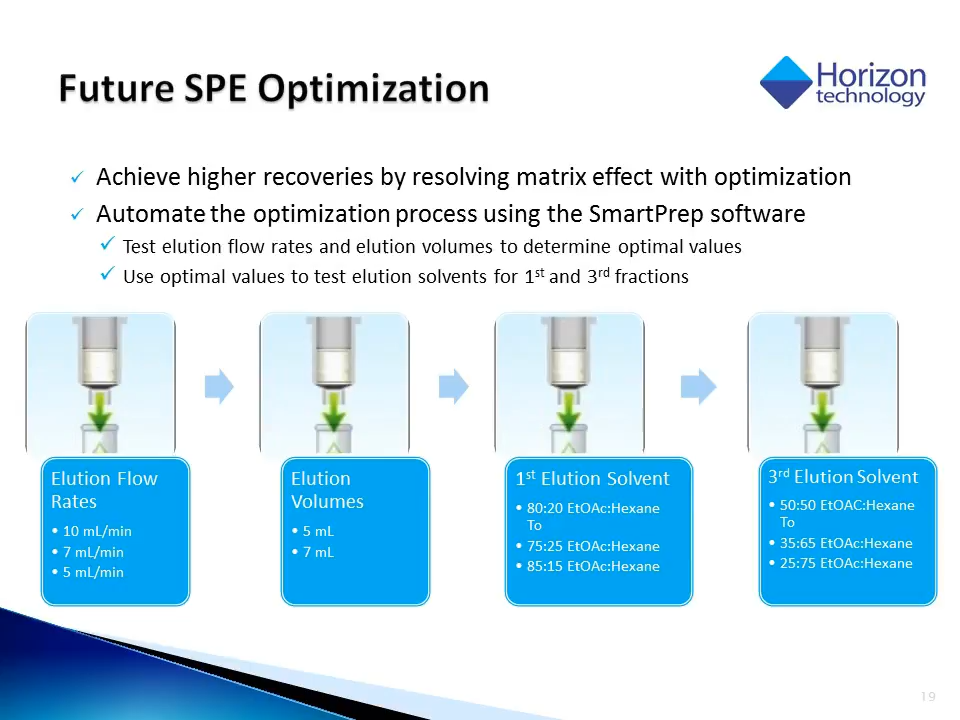 Future SPE Optimization
Horizon
technology
✓ Achieve higher recoveries by resolving matrix effect with optimization
✓ Automate the optimization process using the SmartPrep software
✓ Test elution flow rates and elution volumes to determine optimal values
✓ Use optimal values to test elution solvents for 1st and 3rd fractions
Elution Flow
Rates
• 10 mL/min
• 7 mL/min
• 5 mL/min
Elution
Volumes
• 5 mL
• 7 mL
1st Elution Solvent
• 80:20 EtOAc:Hexane
To
• 75:25 EtOAc:Hexane
• 85:15 EtOAc:Hexane
3rd Elution Solvent
• 50:50 EtOAC:Hexane
To
• 35:65 EtOAc:Hexane
• 25:75 EtOAc:Hexane
19